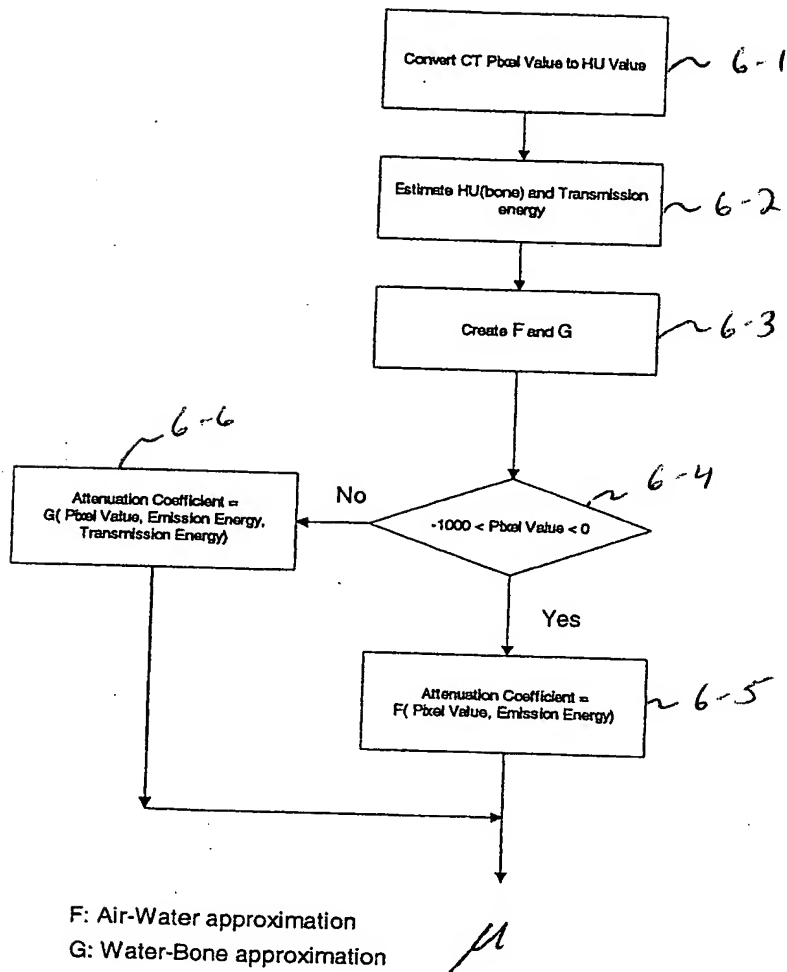 Convert CT Pixel Value to HU Value
6-1
Estimate HU(bone) and Transmission
energy
6-2
Create F and G
6-3
6-6
Attenuation Coefficient =
G( Pixel Value, Emission Energy,
Transmission Energy)
No
-1000 < Pixel Value < 0
6-4
Yes
Attenuation Coefficient =
F( Pixel Value, Emission Energy)
6-5
F: Air-Water approximation
G: Water-Bone approximation
μ